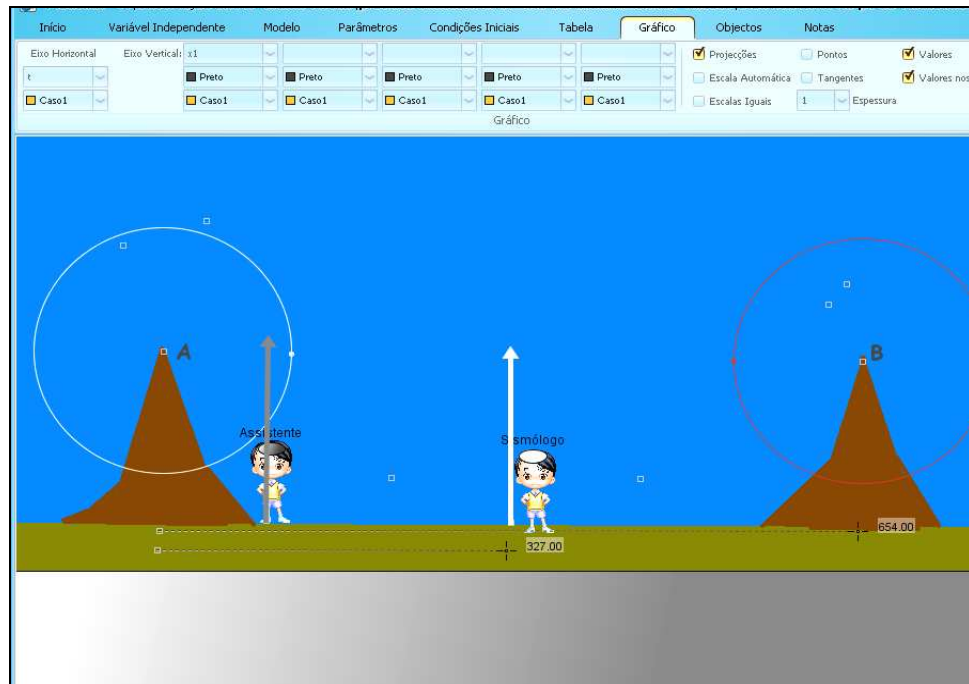 Início Variável Independente Modelo Parâmetros Condições Iniciais Tabela Gráfico Objectos Notas
Eixo Horizontal Eixo Vertical: x1 Projecções Pontos Valores
t Preto Preto Preto Preto Preto Escala Automática Tangentes Valores nos
Caso1 Caso1 Caso1 Caso1 Caso1 Caso1 Escalas Iguais 1 Espessura
Gráfico
A
B
Assistente
Sismólogo
654.00
327.00